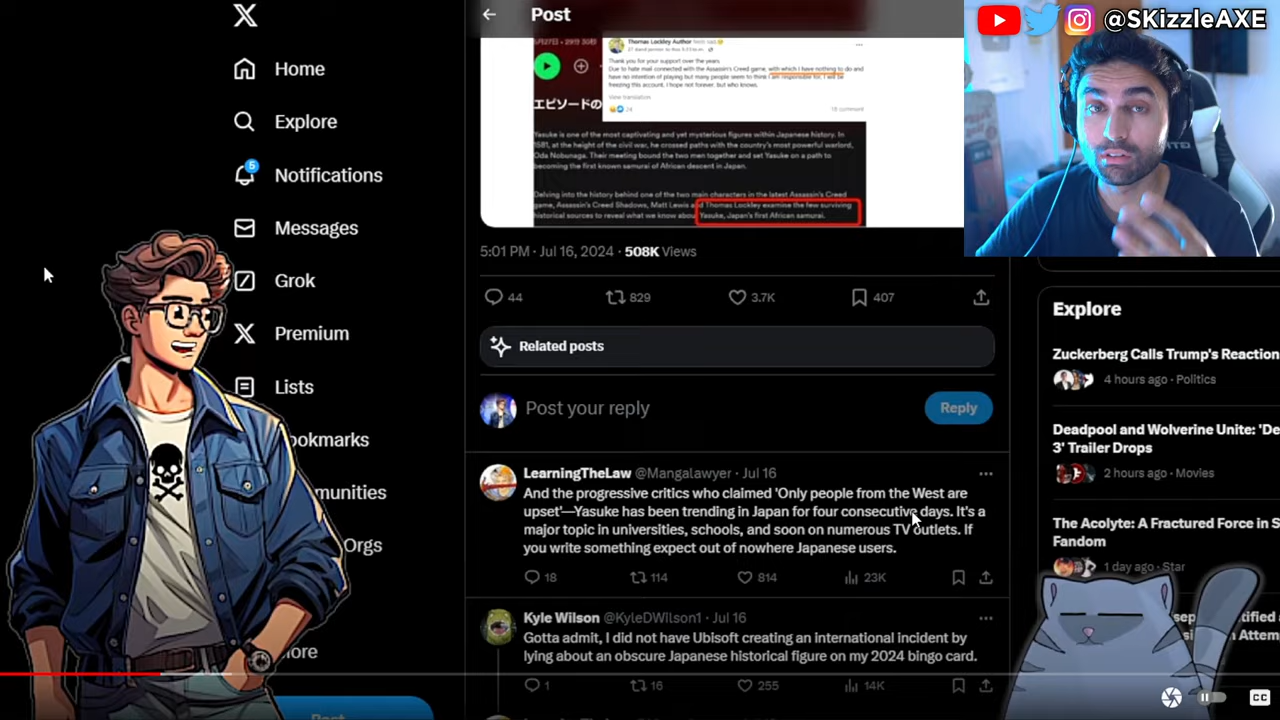 @SKizzleAXE
Post
Home
Explore
Notifications
5
Messages
Grok
Premium
Lists
ookmarks
munities
Orgs
ore
Post
Thomas Lockley Author
Thank you for your support over the years.
Due to hate mail connected with the Assassin's Creed game, with which I have nothing to do and
have no intention of playing but many people seem to think I am responsible for, I will be
freezing this account. I hope not forever, but who knows.
View translation
24
エピソードの
Yasuke is one of the most captivating and yet mysterious figures within Japanese history. In
1581, at the height of the civil war, he crossed paths with the country's most powerful warlord,
Oda Nobunaga. Their meeting bound the two men together and set Yasuke on a path to
becoming the first known samurai of African descent in Japan.
Delving into the history behind one of the two main characters in the latest Assassin's Creed
game, Assassin's Creed Shadows, Matt Lewis and Thomas Lockley examine the few surviving
historical sources to reveal what we know about Yasuke, Japan's first African samurai.
5:01 PM · Jul 16, 2024 · 508K Views
44 829 3.7K 407
Related posts
Post your reply
Reply
LearningTheLaw @Mangalawyer · Jul 16
And the progressive critics who claimed 'Only people from the West are
upset'—Yasuke has been trending in Japan for four consecutive days. It's a
major topic in universities, schools, and soon on numerous TV outlets. If
you write something expect out of nowhere Japanese users.
18 114 814 23K
Kyle Wilson @KyleDWilson1 · Jul 16
Gotta admit, I did not have Ubisoft creating an international incident by
lying about an obscure Japanese historical figure on my 2024 bingo card.
1 16 255 14K
Explore
Zuckerberg Calls Trump's Reaction
4 hours ago · Politics
Deadpool and Wolverine Unite: 'De
3' Trailer Drops
2 hours ago · Movies
The Acolyte: A Fractured Force in S
Fandom
1 day ago · Star
CC